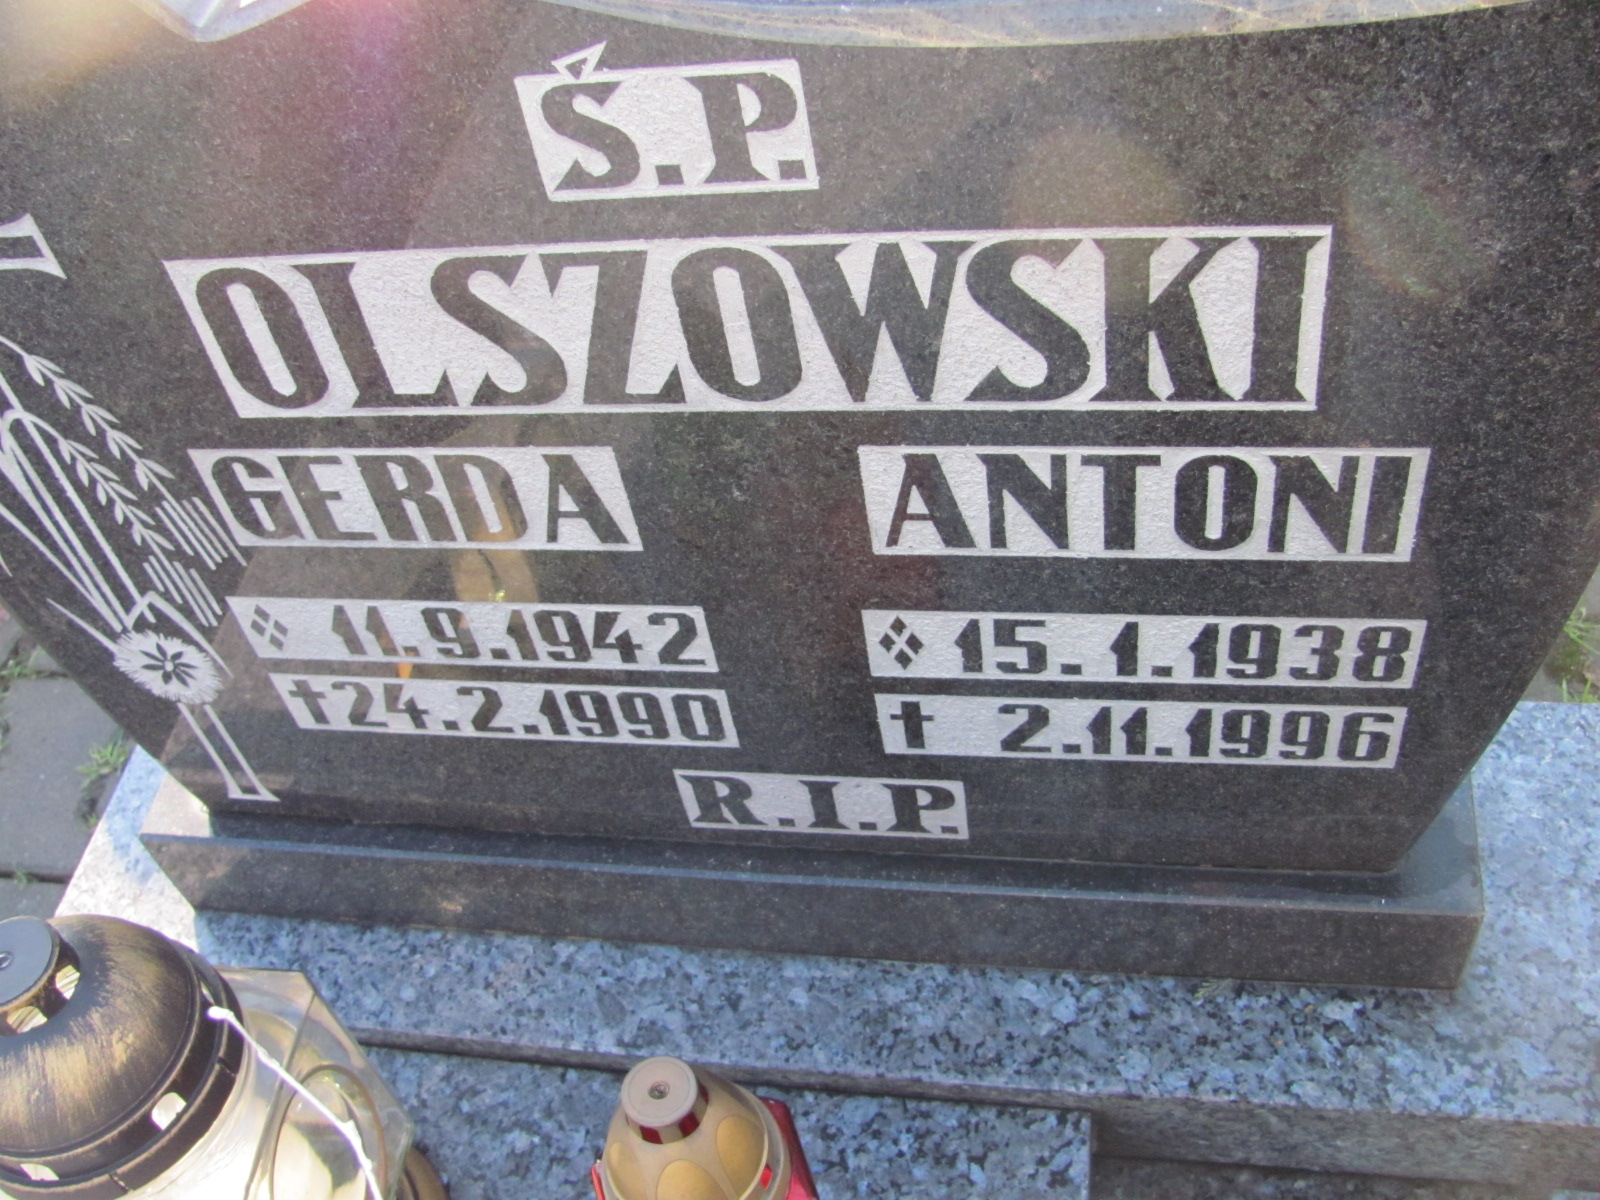 Ś.P.
OLSZOWSKI
GERDA
11.9.1942
†24.2.1990
ANTONI
15.1.1938
† 2.11.1996
R.I.P.